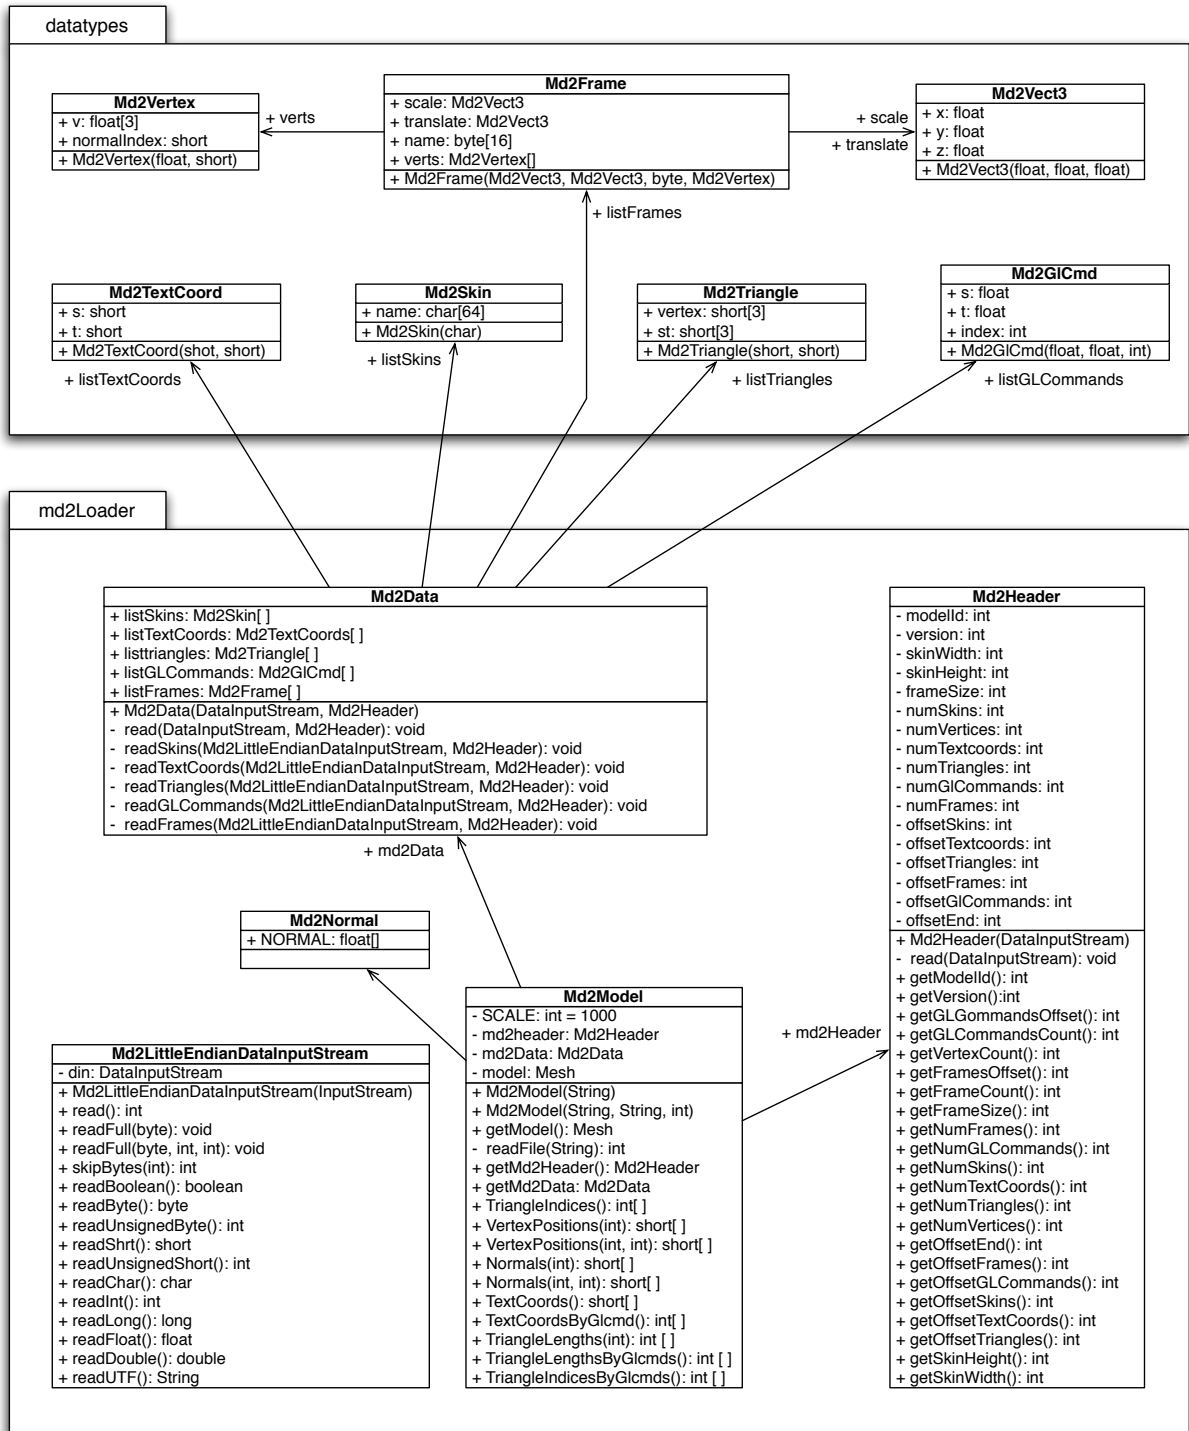 datatypes
Md2Vertex
+ v: float[3]
+ normalIndex: short
+ Md2Vertex(float, short)
+ verts
Md2Frame
+ scale: Md2Vect3
+ translate: Md2Vect3
+ name: byte[16]
+ verts: Md2Vertex[]
+ Md2Frame(Md2Vect3, Md2Vect3, byte, Md2Vertex)
+ scale
+ translate
Md2Vect3
+ x: float
+ y: float
+ z: float
+ Md2Vect3(float, float, float)
+ listFrames
Md2TextCoord
+ s: short
+ t: short
+ Md2TextCoord(shot, short)
+ listTextCoords
Md2Skin
+ name: char[64]
+ Md2Skin(char)
+ listSkins
Md2Triangle
+ vertex: short[3]
+ st: short[3]
+ Md2Triangle(short, short)
+ listTriangles
Md2GlCmd
+ s: float
+ t: float
+ index: int
+ Md2GlCmd(float, float, int)
+ listGLCommands
md2Loader
Md2Data
+ listSkins: Md2Skin[ ]
+ listTextCoords: Md2TextCoords[ ]
+ listtriangles: Md2Triangle[ ]
+ listGLCommands: Md2GlCmd[ ]
+ listFrames: Md2Frame[ ]
+ Md2Data(DataInputStream, Md2Header)
- read(DataInputStream, Md2Header): void
- readSkins(Md2LittleEndianDataInputStream, Md2Header): void
- readTextCoords(Md2LittleEndianDataInputStream, Md2Header): void
- readTriangles(Md2LittleEndianDataInputStream, Md2Header): void
- readGLCommands(Md2LittleEndianDataInputStream, Md2Header): void
- readFrames(Md2LittleEndianDataInputStream, Md2Header): void
+ md2Data
Md2Normal
+ NORMAL: float[]
Md2LittleEndianDataInputStream
- din: DataInputStream
+ Md2LittleEndianDataInputStream(InputStream)
+ read(): int
+ readFull(byte): void
+ readFull(byte, int, int): void
+ skipBytes(int): int
+ readBoolean(): boolean
+ readByte(): byte
+ readUnsignedByte(): int
+ readShrt(): short
+ readUnsignedShort(): int
+ readChar(): char
+ readInt(): int
+ readLong(): long
+ readFloat(): float
+ readDouble(): double
+ readUTF(): String
Md2Model
- SCALE: int = 1000
- md2header: Md2Header
- md2Data: Md2Data
- model: Mesh
+ Md2Model(String)
+ Md2Model(String, String, int)
+ getModel(): Mesh
- readFile(String): int
+ getMd2Header(): Md2Header
+ getMd2Data: Md2Data
+ TriangleIndices(): int[ ]
+ VertexPositions(int): short[ ]
+ VertexPositions(int, int): short[ ]
+ Normals(int): short[ ]
+ Normals(int, int): short[ ]
+ TextCoords(): short[ ]
+ TextCoordsByGlcmd(): int[ ]
+ TriangleLengths(int): int [ ]
+ TriangleLengthsByGlcmds(): int [ ]
+ TriangleIndicesByGlcmds(): int [ ]
+ md2Header
Md2Header
- modelId: int
- version: int
- skinWidth: int
- skinHeight: int
- frameSize: int
- numSkins: int
- numVertices: int
- numTextcoords: int
- numTriangles: int
- numGlCommands: int
- numFrames: int
- offsetSkins: int
- offsetTextcoords: int
- offsetTriangles: int
- offsetFrames: int
- offsetGlCommands: int
- offsetEnd: int
+ Md2Header(DataInputStream)
- read(DataInputStream): void
+ getModelId(): int
+ getVersion():int
+ getGLGommandsOffset(): int
+ getGLCommandsCount(): int
+ getVertexCount(): int
+ getFramesOffset(): int
+ getFrameCount(): int
+ getFrameSize(): int
+ getNumFrames(): int
+ getNumGLCommands(): int
+ getNumSkins(): int
+ getNumTextCoords(): int
+ getNumTriangles(): int
+ getNumVertices(): int
+ getOffsetEnd(): int
+ getOffsetFrames(): int
+ getOffsetGLCommands(): int
+ getOffsetSkins(): int
+ getOffsetTextCoords(): int
+ getOffsetTriangles(): int
+ getSkinHeight(): int
+ getSkinWidth(): int